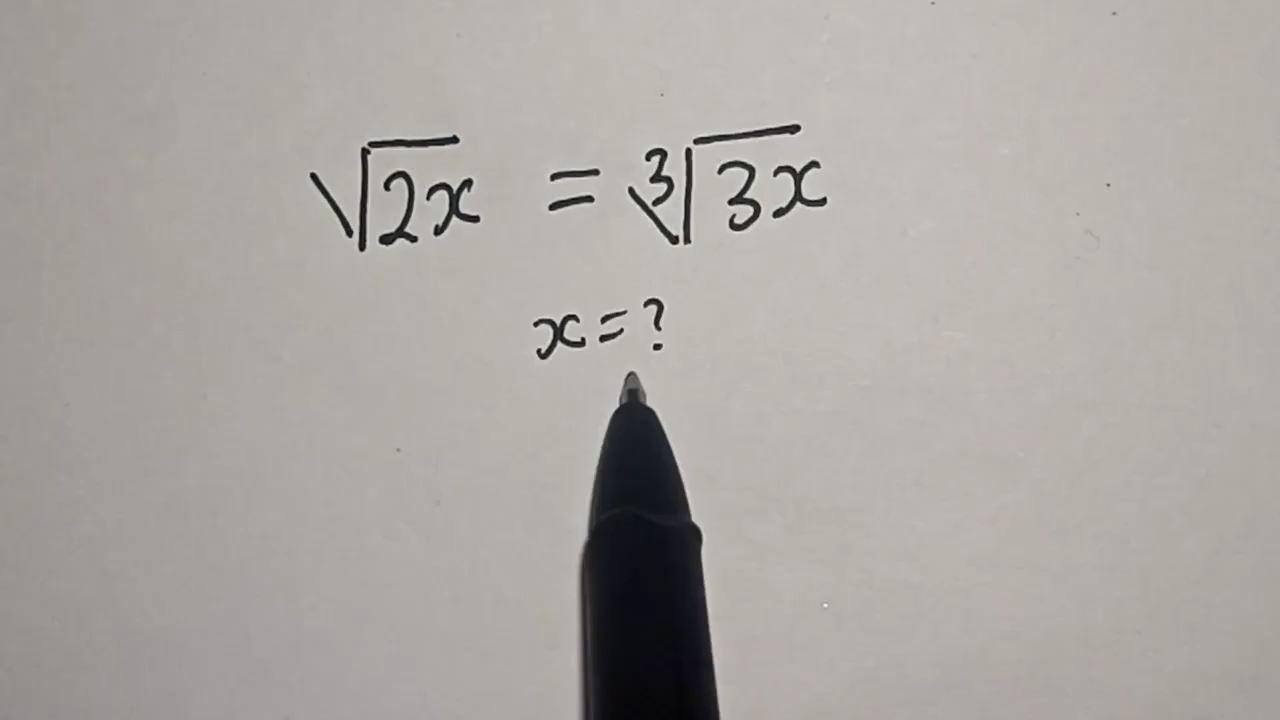 √2x = ∛3x
x = ?